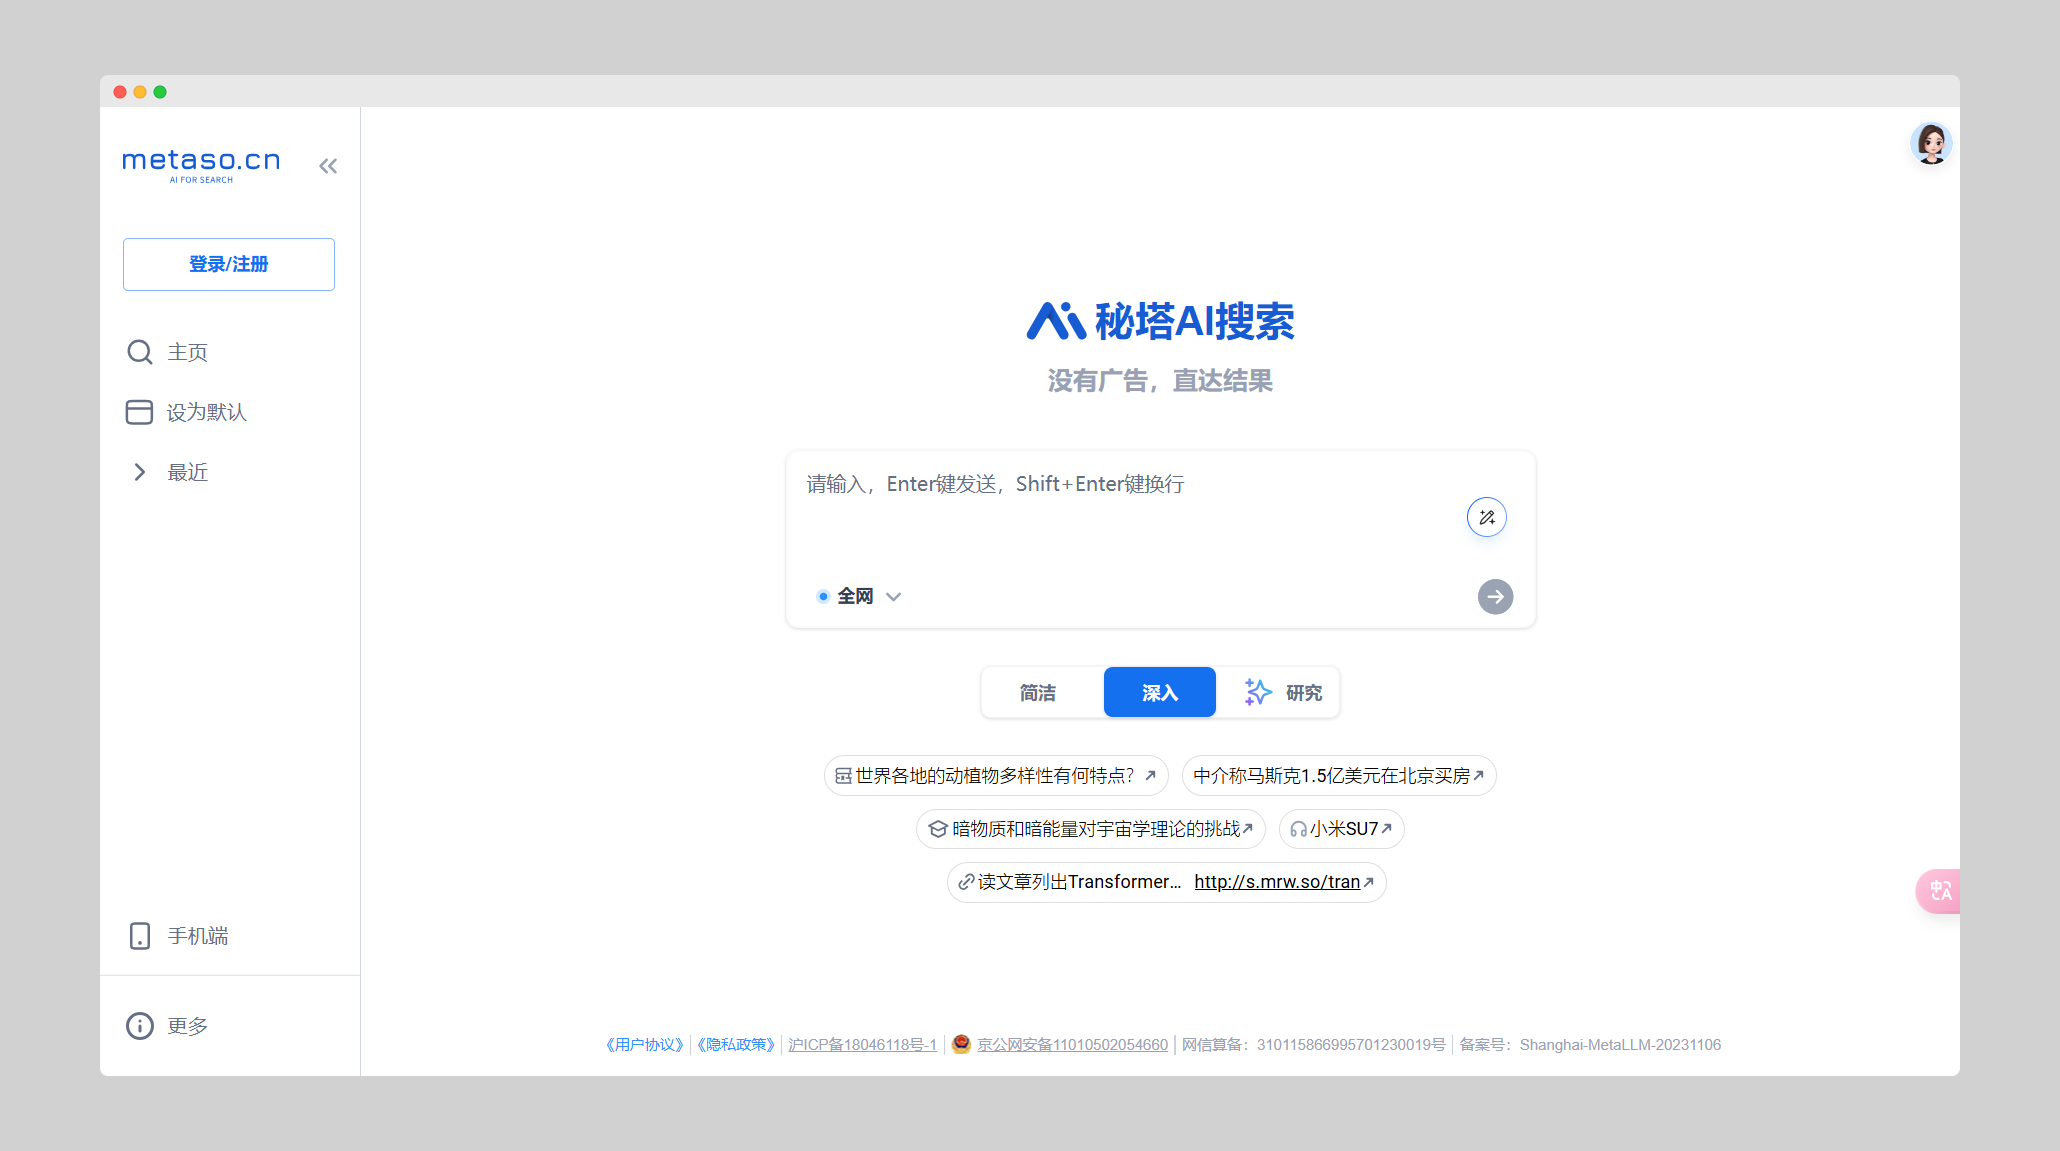 metaso.cn
AI FOR SEARCH
登录/注册
主页
设为默认
最近
手机端
更多
秘塔AI搜索
没有广告，直达结果
请输入，Enter键发送，Shift+Enter键换行
全网
简洁 深入 研究
世界各地的动植物多样性有何特点？ 中介称马斯克1.5亿美元在北京买房
暗物质和暗能量对宇宙学理论的挑战 小米SU7
读文章列出Transformer... http://s.mrw.so/tran
中A
《用户协议》 《隐私政策》 沪ICP备18046118号-1 京公网安备11010502054660 网信算备：310115866995701230019号 备案号：Shanghai-MetaLLM-20231106